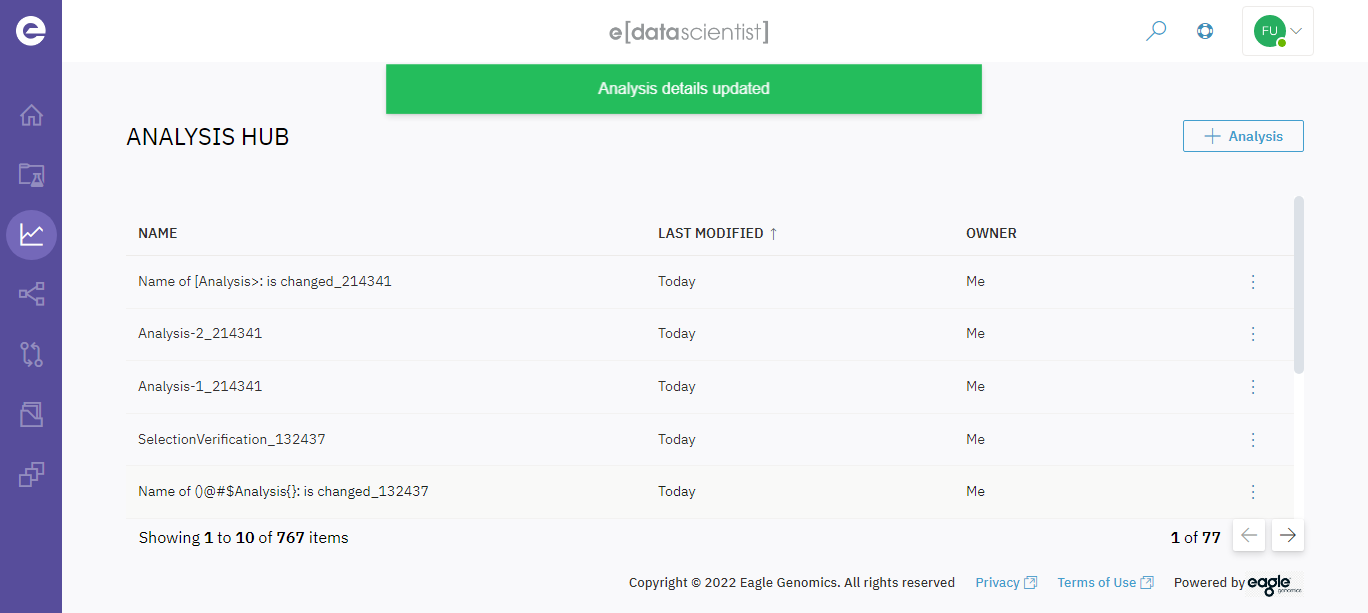 e[datascientist]
FU
Analysis details updated
ANALYSIS HUB
Analysis
NAME LAST MODIFIED ↑ OWNER
Name of [Analysis>: is changed_214341 Today Me
Analysis-2_214341 Today Me
Analysis-1_214341 Today Me
SelectionVerification_132437 Today Me
Name of ()@#$Analysis{}: is changed_132437 Today Me
Showing 1 to 10 of 767 items 1 of 77
Copyright © 2022 Eagle Genomics. All rights reserved Privacy Terms of Use Powered by eagle genomics